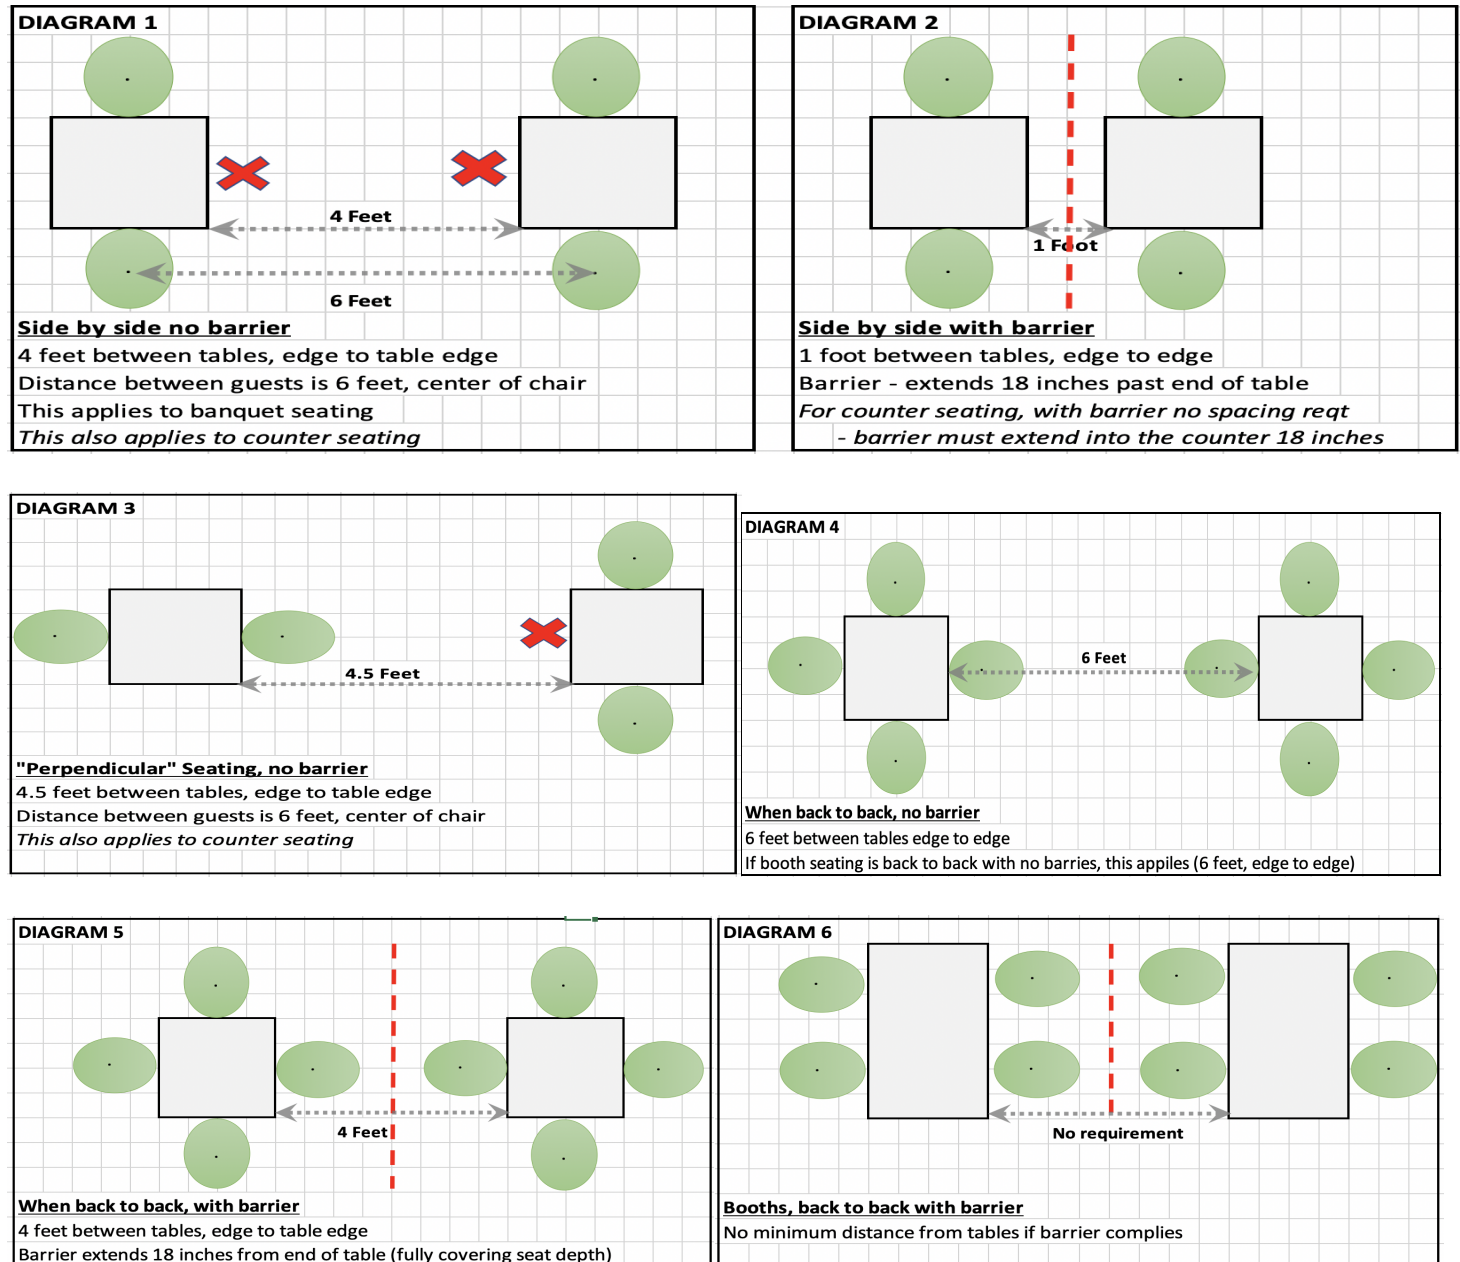 DIAGRAM 1
4 Feet
6 Feet
Side by side no barrier
4 feet between tables, edge to table edge
Distance between guests is 6 feet, center of chair
This applies to banquet seating
This also applies to counter seating
DIAGRAM 2
1 Foot
Side by side with barrier
1 foot between tables, edge to edge
Barrier - extends 18 inches past end of table
For counter seating, with barrier no spacing reqt
- barrier must extend into the counter 18 inches
DIAGRAM 3
4.5 Feet
"Perpendicular" Seating, no barrier
4.5 feet between tables, edge to table edge
Distance between guests is 6 feet, center of chair
This also applies to counter seating
DIAGRAM 4
6 Feet
When back to back, no barrier
6 feet between tables edge to edge
If booth seating is back to back with no barries, this appiles (6 feet, edge to edge)
DIAGRAM 5
4 Feet
When back to back, with barrier
4 feet between tables, edge to table edge
Barrier extends 18 inches from end of table (fully covering seat depth)
DIAGRAM 6
No requirement
Booths, back to back with barrier
No minimum distance from tables if barrier complies